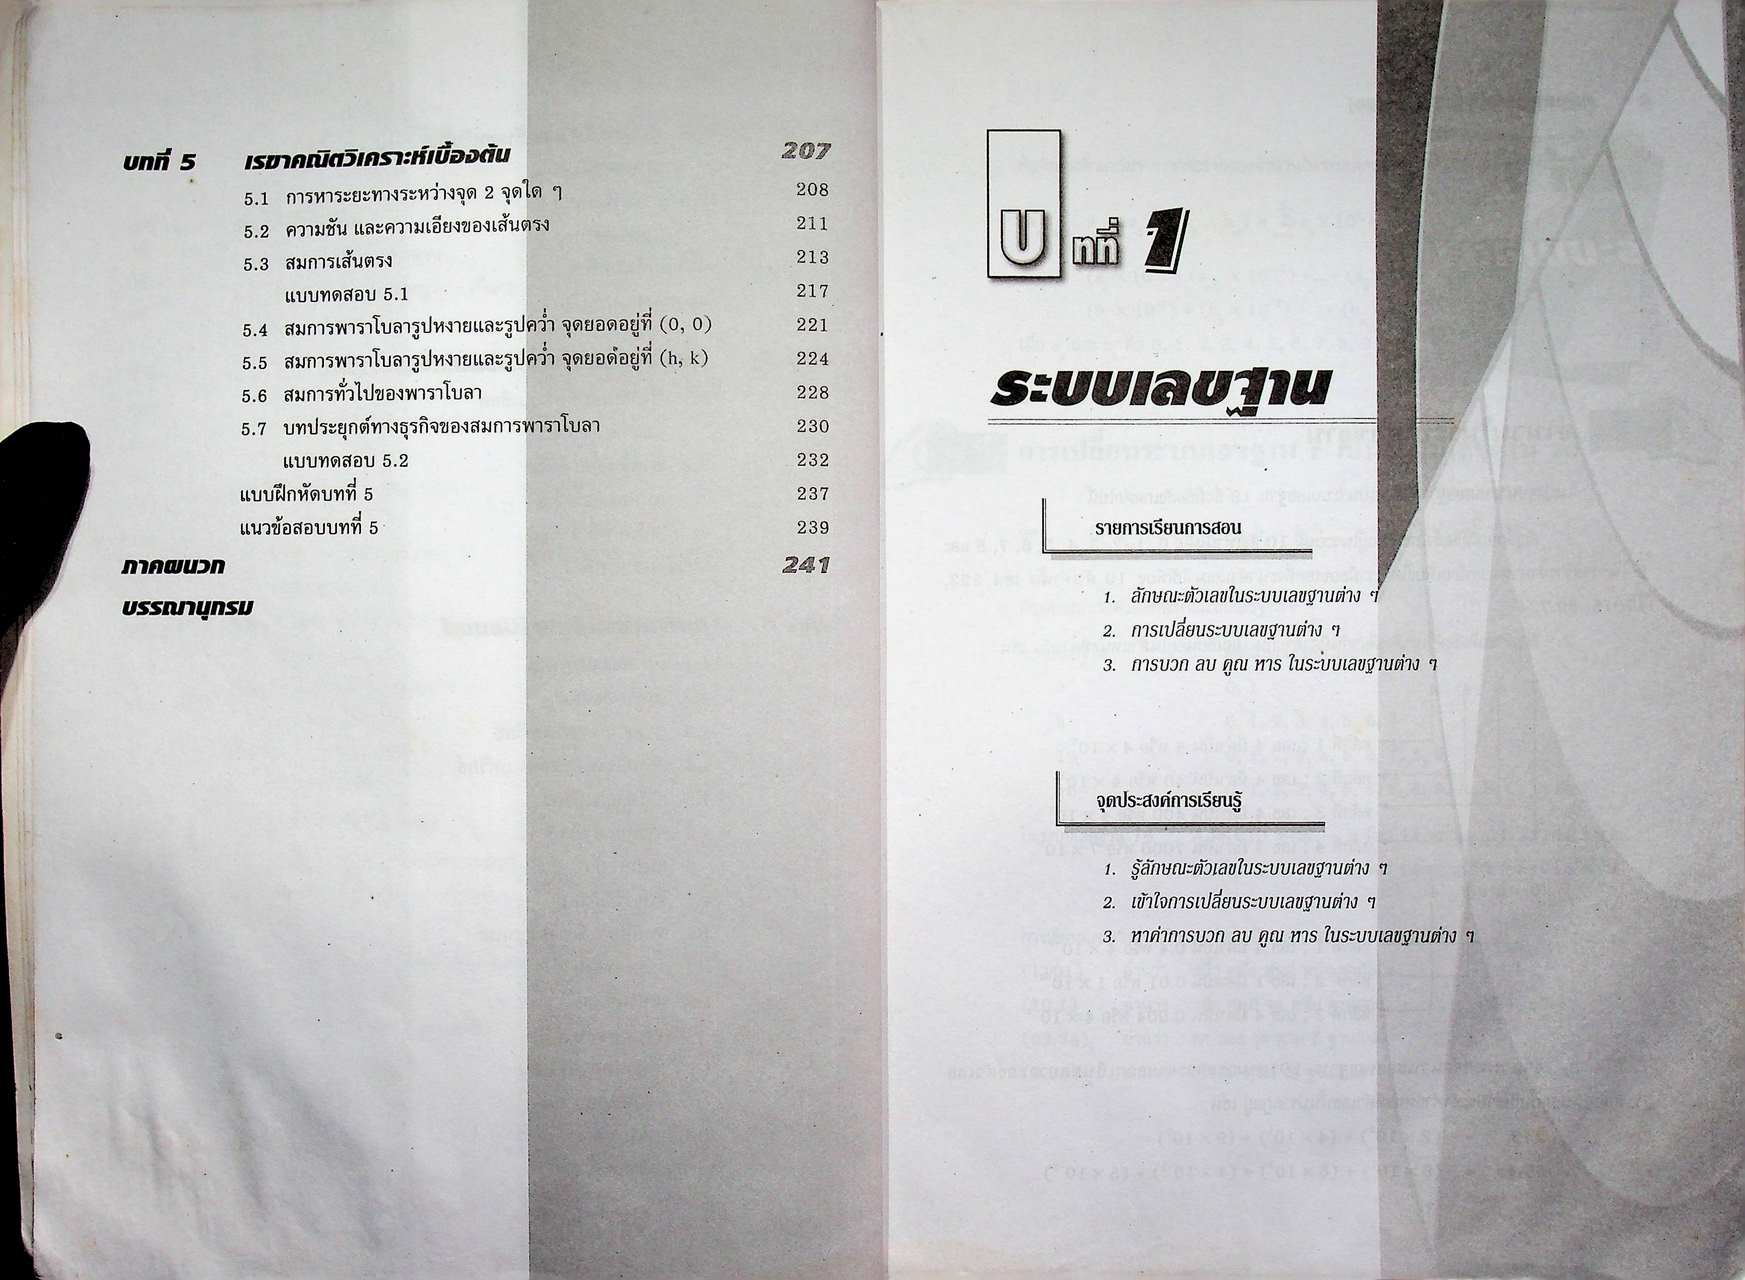 บทที่ 5 เรขาคณิตวิเคราะห์เบื้องต้น 207
5.1 การหาระยะทางระหว่างจุด 2 จุดใด ๆ 208
5.2 ความชัน และความเอียงของเส้นตรง 211
5.3 สมการเส้นตรง 213
แบบทดสอบ 5.1 217
5.4 สมการพาราโบลารูปหงายและรูปคว่ำ จุดยอดอยู่ที่ (0, 0) 221
5.5 สมการพาราโบลารูปหงายและรูปคว่ำ จุดยอดอยู่ที่ (h, k) 224
5.6 สมการทั่วไปของพาราโบลา 228
5.7 บทประยุกต์ทางธุรกิจของสมการพาราโบลา 230
แบบทดสอบ 5.2 232
แบบฝึกหัดบทที่ 5 237
แนวข้อสอบบทที่ 5 239
ภาคผนวก 241
บรรณานุกรม
บทที่ 1
ระบบเลขฐาน
รายการเรียนการสอน
1. ลักษณะตัวเลขในระบบเลขฐานต่าง ๆ
2. การเปลี่ยนระบบเลขฐานต่าง ๆ
3. การบวก ลบ คูณ หาร ในระบบเลขฐานต่าง ๆ
จุดประสงค์การเรียนรู้
1. รู้ลักษณะตัวเลขในระบบเลขฐานต่าง ๆ
2. เข้าใจการเปลี่ยนระบบเลขฐานต่าง ๆ
3. หาค่าการบวก ลบ คูณ หาร ในระบบเลขฐานต่าง ๆ